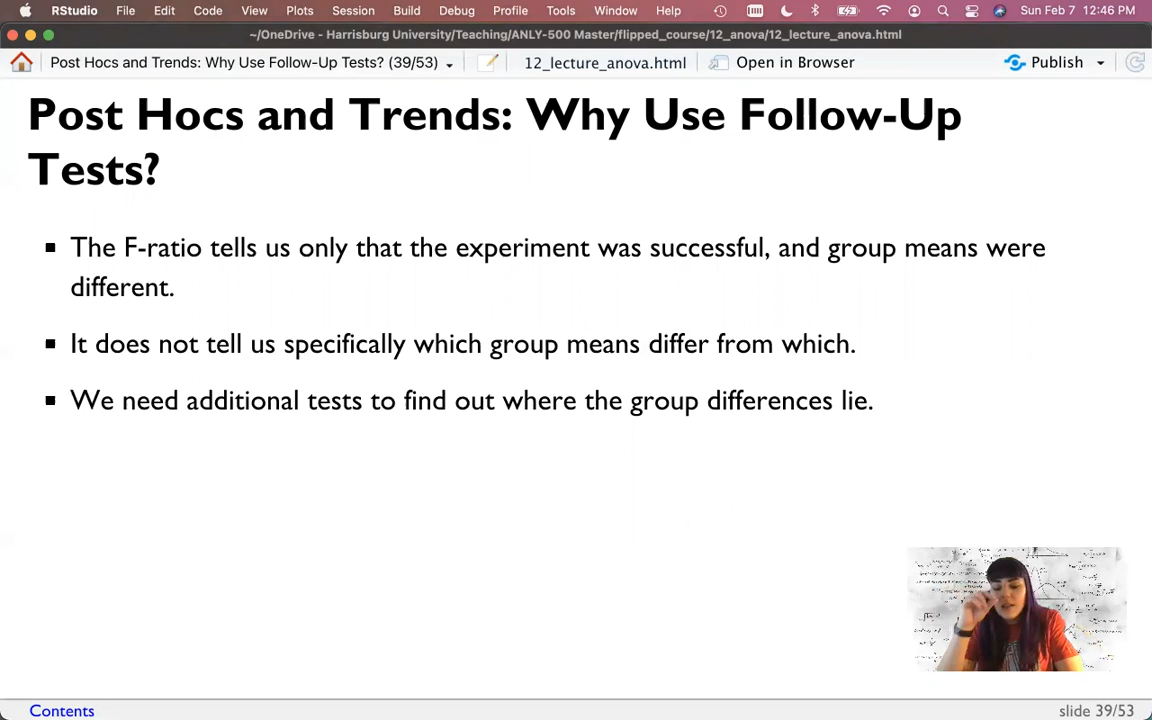 RStudio File Edit Code View Plots Session Build Debug Profile Tools Window Help Sun Feb 7 12:46 PM
~/OneDrive - Harrisburg University/Teaching/ANLY-500 Master/flipped_course/12_anova/12_lecture_anova.html
Post Hocs and Trends: Why Use Follow-Up Tests? (39/53) 12_lecture_anova.html Open in Browser Publish
Post Hocs and Trends: Why Use Follow-Up
Tests?
▪ The F-ratio tells us only that the experiment was successful, and group means were
different.
▪ It does not tell us specifically which group means differ from which.
▪ We need additional tests to find out where the group differences lie.
Contents slide 39/53